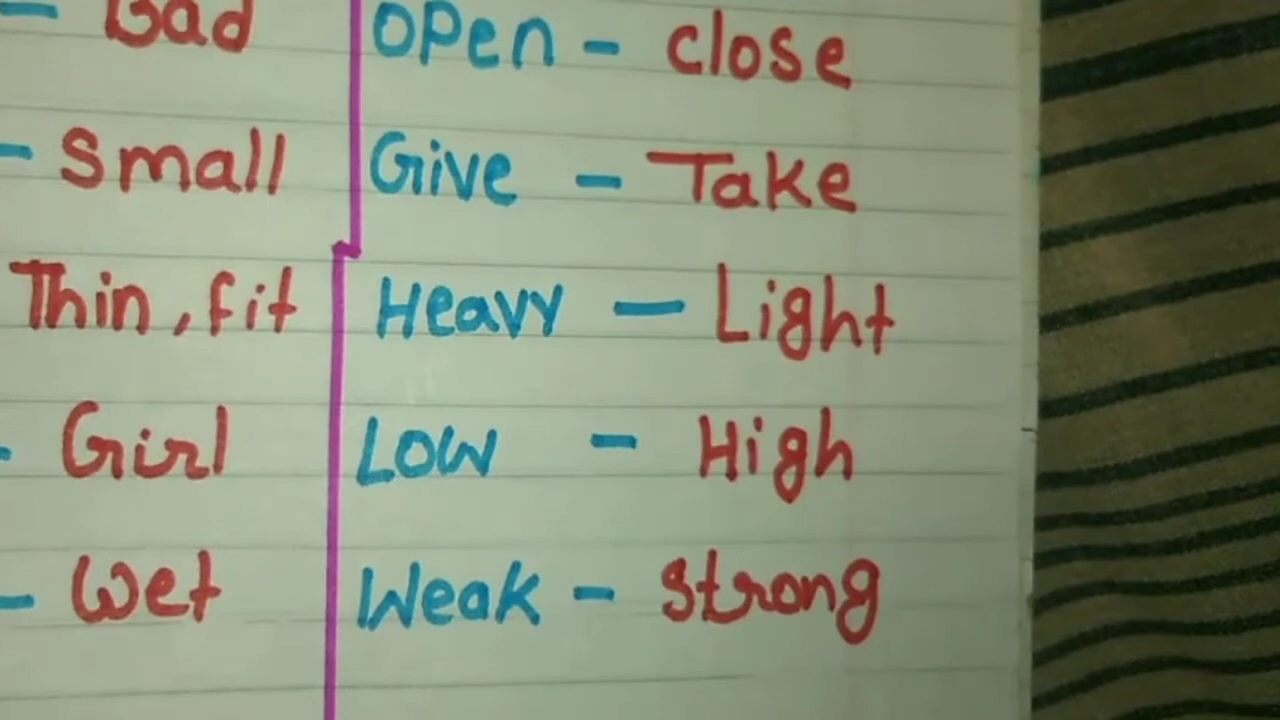 - Bad
- Small
Thin, fit
- Girl
- Wet
OPen - close
Give - Take
Heavy - Light
Low - High
Weak - Strong